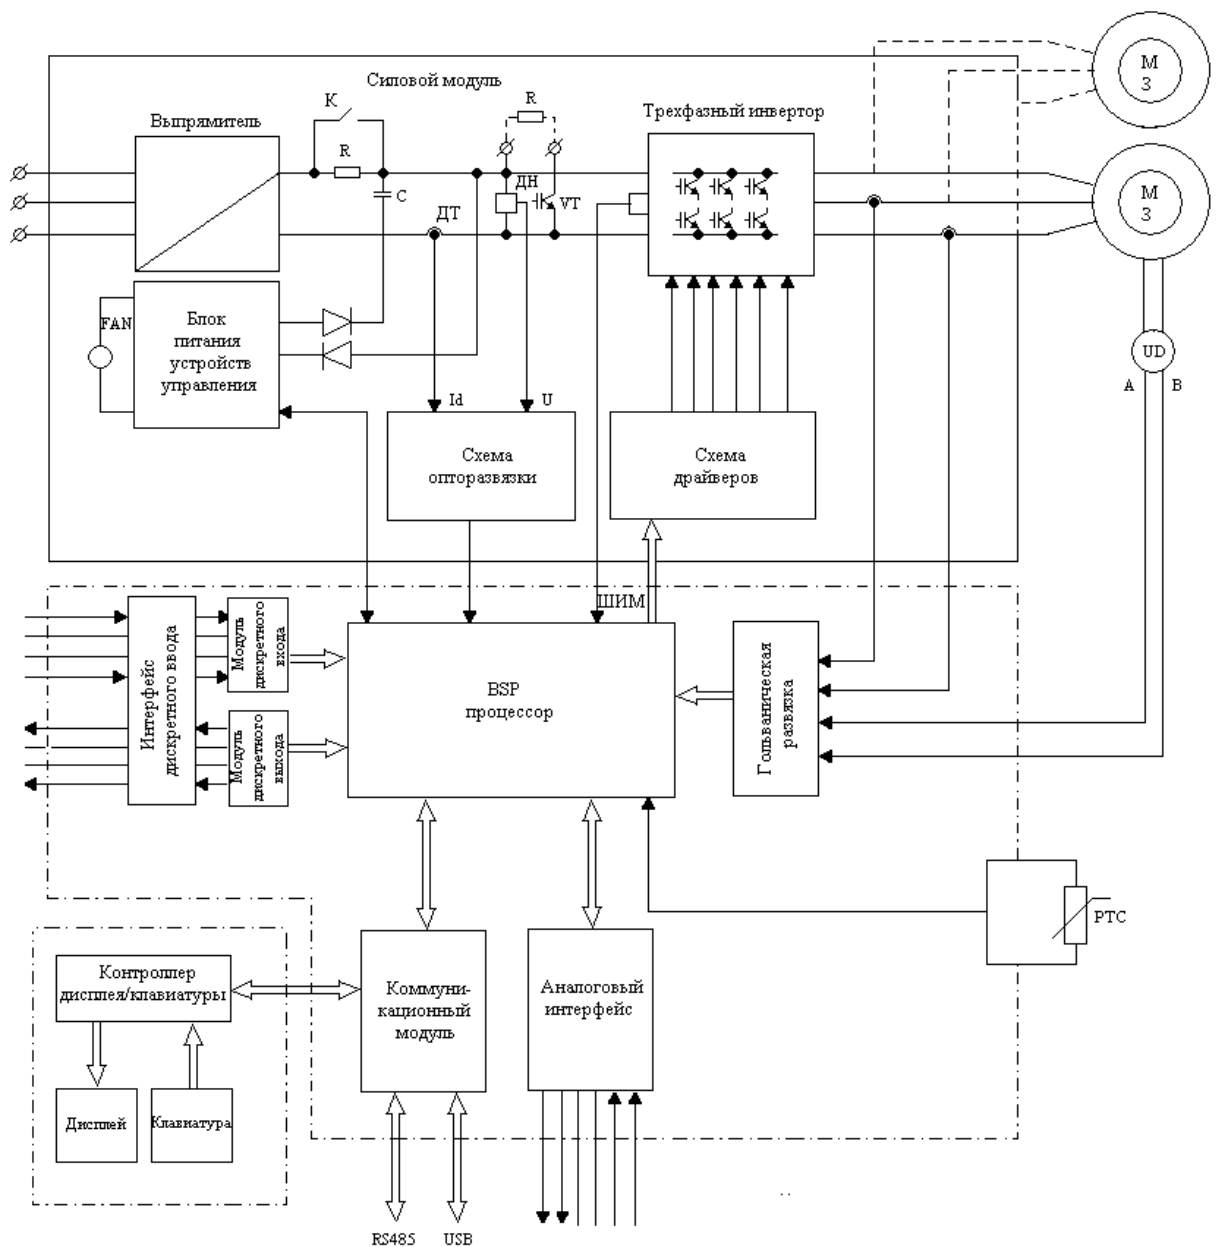 М
3
Силовой модуль
К
R
Выпрямитель
Трехфазный инвертор
R
С
ДН
VT
ДТ
М
3
FAN
Блок
питания
устройств
управления
UD
A
B
Id
U
Схема
опторазвязки
Схема
драйверов
ШИМ
Интерфейс
дискретного ввода
Модуль
дискретного
входа
Модуль
дискретного
выхода
BSP
процессор
Гольваническая
развязка
PTC
Контроллер
дисплея/клавиатуры
Коммуни-
кационный
модуль
Аналоговый
интерфейс
Дисплей
Клавиатура
RS485
USB